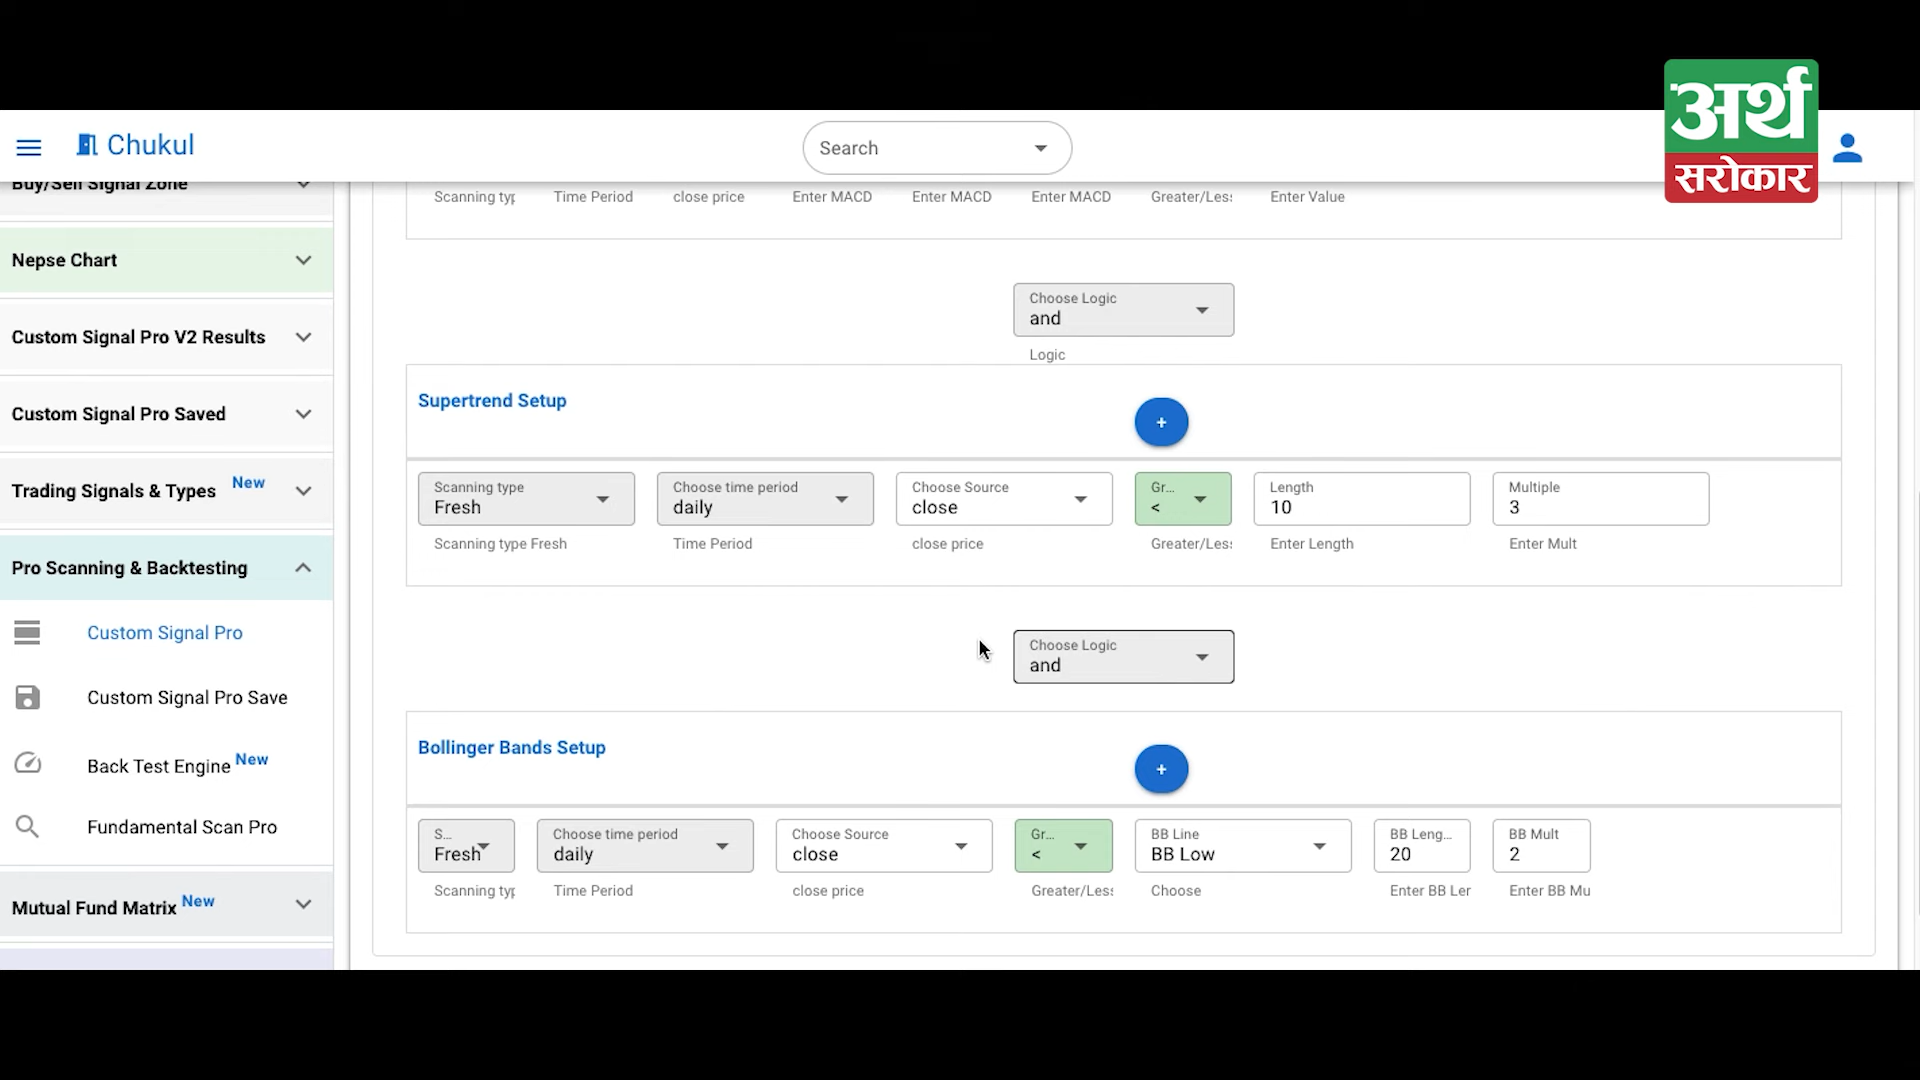 अर्थ
सरोकार
Chukul
Search
Buy/Sell Signal Zone
Scanning typ
Time Period
close price
Enter MACD
Enter MACD
Enter MACD
Greater/Less
Enter Value
Nepse Chart
Choose Logic
and
Logic
Custom Signal Pro V2 Results
Supertrend Setup
+
Custom Signal Pro Saved
Trading Signals & Types New
Scanning type
Fresh
Scanning type Fresh
Choose time period
daily
Time Period
Choose Source
close
close price
Gr...
<
Greater/Less
Length
10
Enter Length
Multiple
3
Enter Mult
Pro Scanning & Backtesting
Custom Signal Pro
Choose Logic
and
Custom Signal Pro Save
Back Test Engine New
Bollinger Bands Setup
+
Fundamental Scan Pro
S...
Fresh
Scanning typ
Choose time period
daily
Time Period
Choose Source
close
close price
Gr...
<
Greater/Less
BB Line
BB Low
Choose
BB Leng...
20
Enter BB Ler
BB Mult
2
Enter BB Mu
Mutual Fund Matrix New